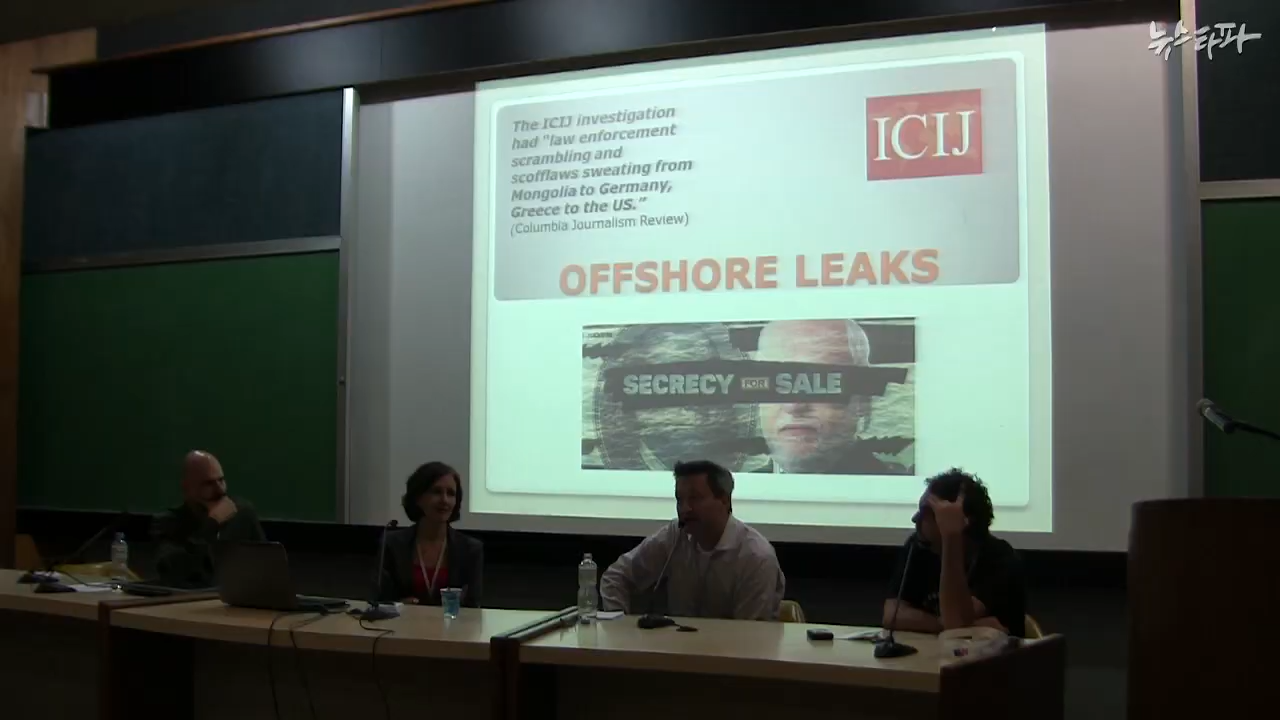 뉴스타파
The ICIJ investigation
had "law enforcement
scrambling and
scofflaws sweating from
Mongolia to Germany,
Greece to the US."
(Columbia Journalism Review)
ICIJ
OFFSHORE LEAKS
SECRECY FOR SALE